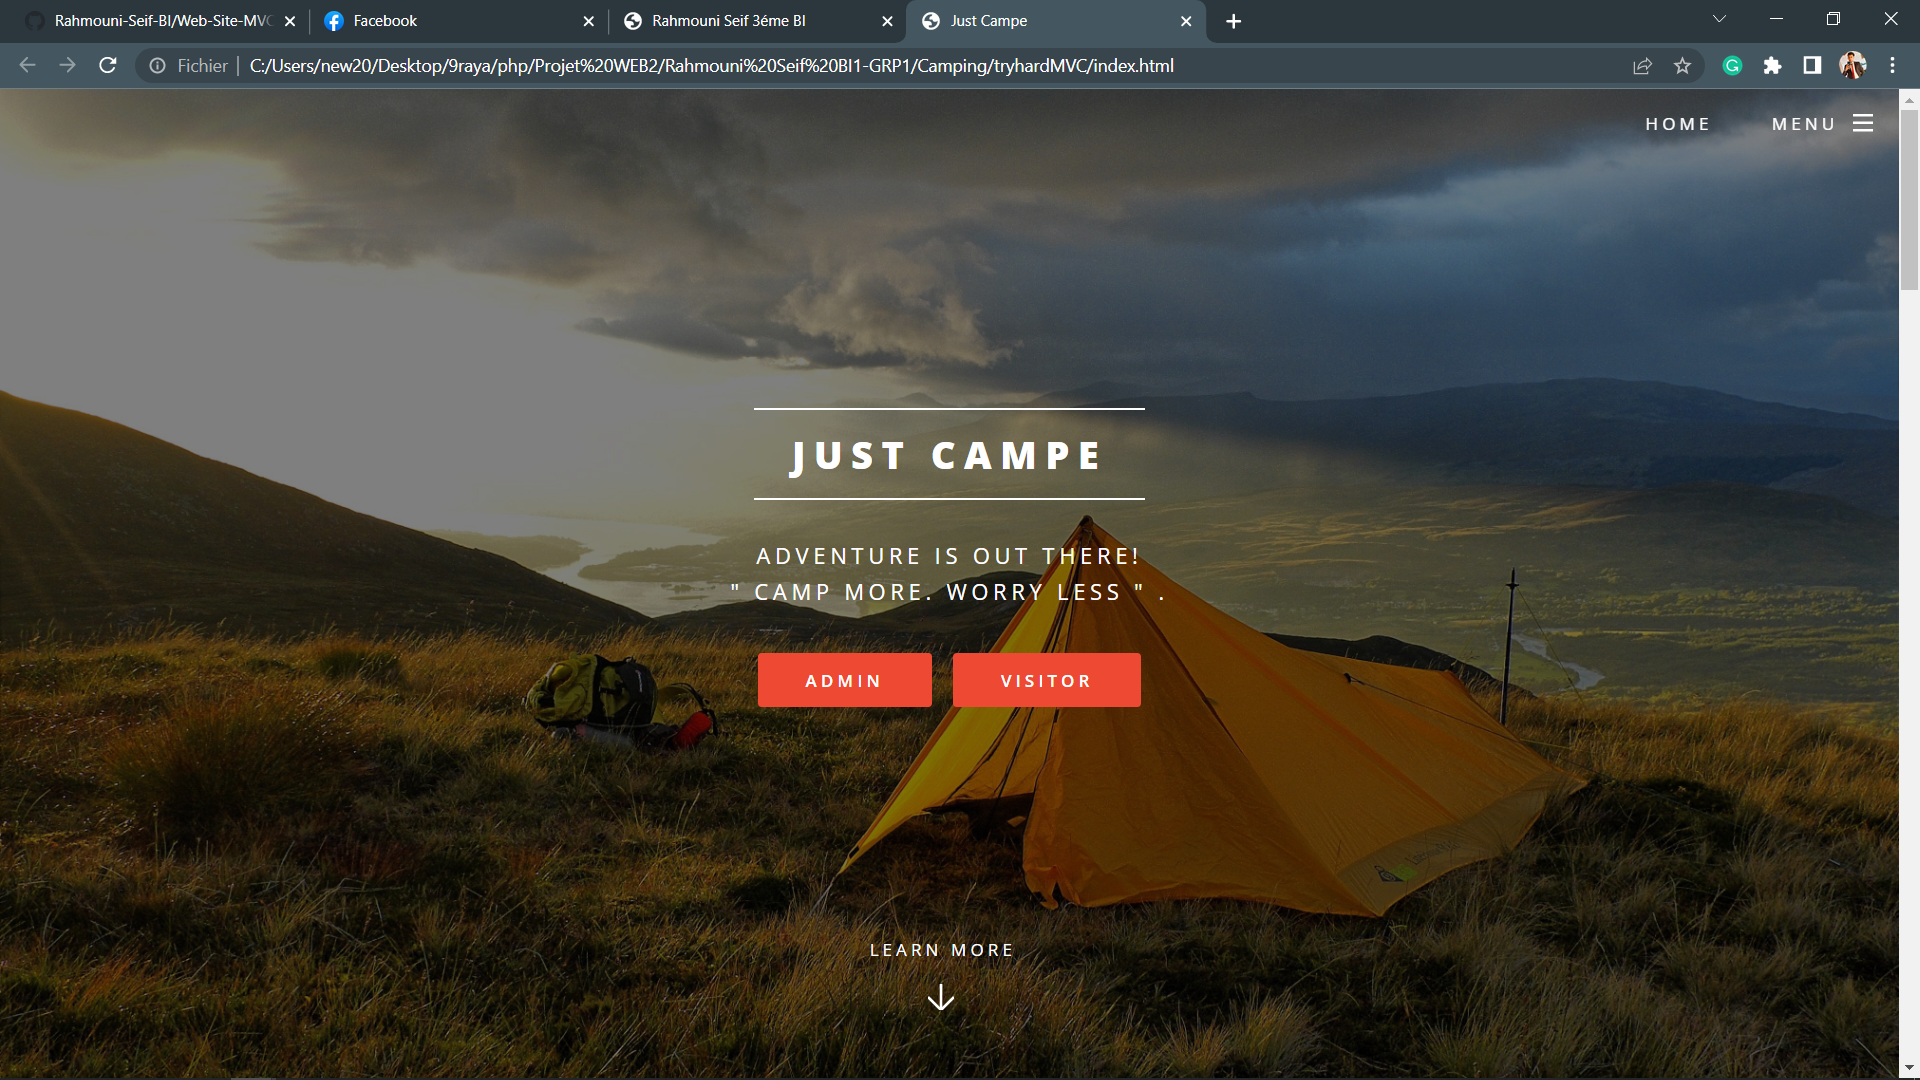 Rahmouni-Seif-BI/Web-Site-MVC
Facebook
Rahmouni Seif 3éme BI
Just Campe
Fichier | C:/Users/new20/Desktop/9raya/php/Projet%20WEB2/Rahmouni%20Seif%20BI1-GRP1/Camping/tryhardMVC/index.html
HOME
MENU
JUST CAMPE
ADVENTURE IS OUT THERE!
" CAMP MORE. WORRY LESS " .
ADMIN
VISITOR
LEARN MORE